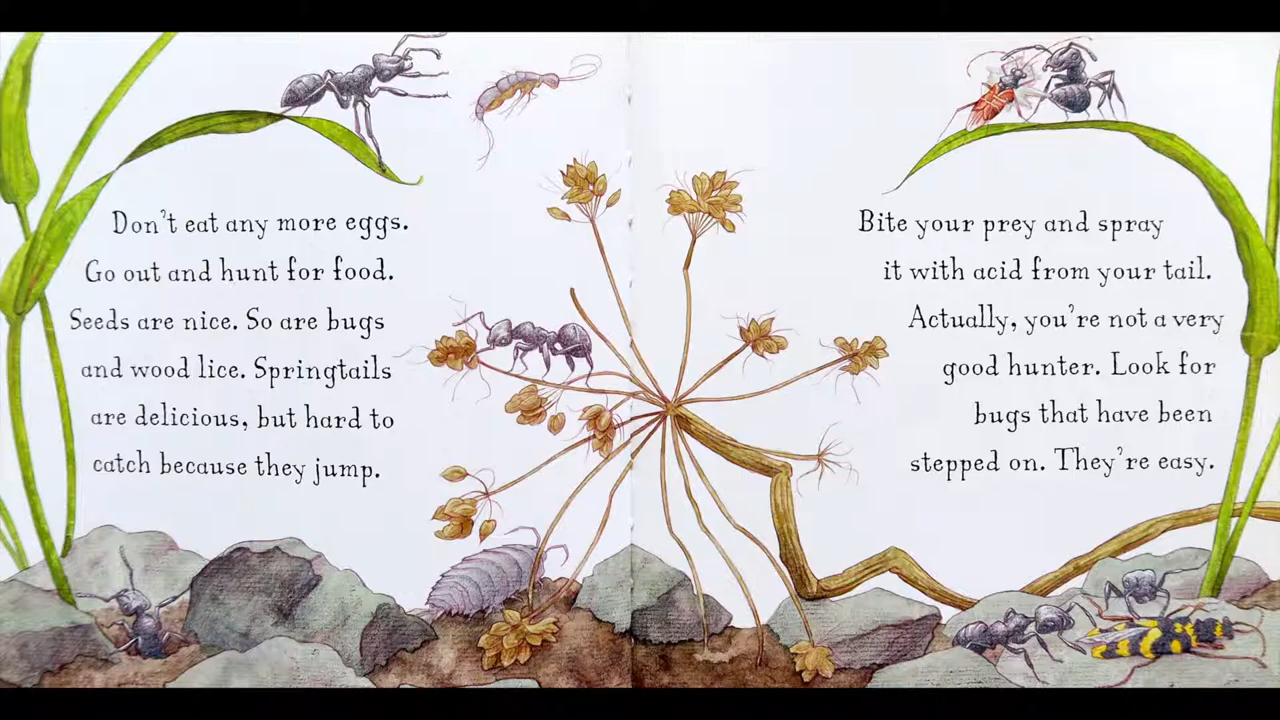 Don't eat any more eggs.
Go out and hunt for food.
Seeds are nice. So are bugs
and wood lice. Springtails
are delicious, but hard to
catch because they jump.
Bite your prey and spray
it with acid from your tail.
Actually, you're not a very
good hunter. Look for
bugs that have been
stepped on. They're easy.